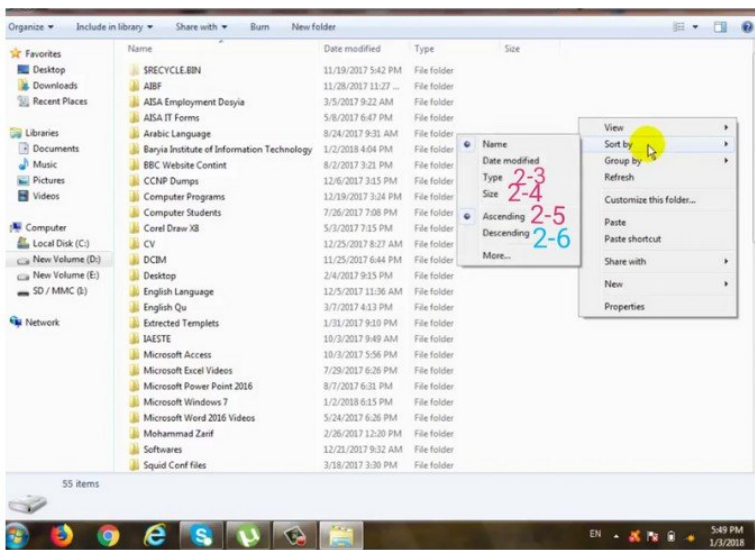 Organize Include in library Share with Burn New folder
Name Date modified Type Size
Favorites
Desktop
Downloads
Recent Places
Libraries
Documents
Music
Pictures
Videos
Computer
Local Disk (C:)
New Volume (D:)
New Volume (E:)
SD / MMC (I:)
Network
$RECYCLE.BIN 11/19/2017 5:42 PM File folder
AIBF 11/28/2017 11:27 ... File folder
AISA Employment Dosyia 3/5/2017 9:22 AM File folder
AISA IT Forms 5/8/2017 6:47 PM File folder
Arabic Language 8/24/2017 9:31 AM File folder
Baryia Institute of Information Technology 1/2/2018 4:04 PM File folder
BBC Website Contint 8/2/2017 3:21 PM File folder
CCNP Dumps 12/6/2017 3:15 PM File folder
Computer Programs 12/19/2017 3:24 PM File folder
Computer Students 7/26/2017 7:08 PM File folder
Corel Draw X8 5/3/2017 7:15 PM File folder
CV 12/25/2017 8:27 AM File folder
DCIM 11/25/2017 6:44 PM File folder
Desktop 2/4/2017 9:15 PM File folder
English Language 12/5/2017 11:36 AM File folder
English Qu 3/7/2017 4:13 PM File folder
Extrected Templets 1/31/2017 9:10 PM File folder
IAESTE 10/3/2017 9:49 AM File folder
Microsoft Access 10/3/2017 5:56 PM File folder
Microsoft Excel Videos 7/29/2017 6:26 PM File folder
Microsoft Power Point 2016 8/7/2017 6:31 PM File folder
Microsoft Windows 7 1/2/2018 6:15 PM File folder
Microsoft Word 2016 Videos 5/24/2017 6:26 PM File folder
Mohammad Zarif 2/26/2017 12:20 PM File folder
Softwares 12/21/2017 9:32 AM File folder
Squid Conf files 3/18/2017 3:30 PM File folder
Name
Date modified
Type 2-3
Size 2-4
Ascending 2-5
Descending 2-6
More...
View
Sort by
Group by
Refresh
Customize this folder...
Paste
Paste shortcut
Share with
New
Properties
55 items
EN 5:49 PM
1/3/2018